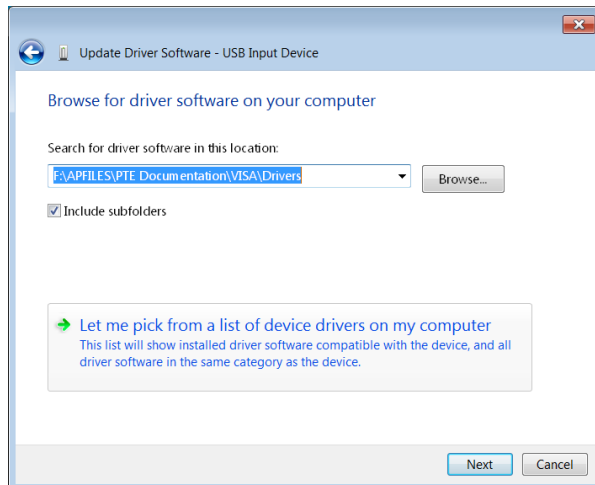 Update Driver Software - USB Input Device
Browse for driver software on your computer
Search for driver software in this location:
F:\APFILES\PTE Documentation\VISA\Drivers
Browse...
Include subfolders
Let me pick from a list of device drivers on my computer
This list will show installed driver software compatible with the device, and all
driver software in the same category as the device.
Next
Cancel